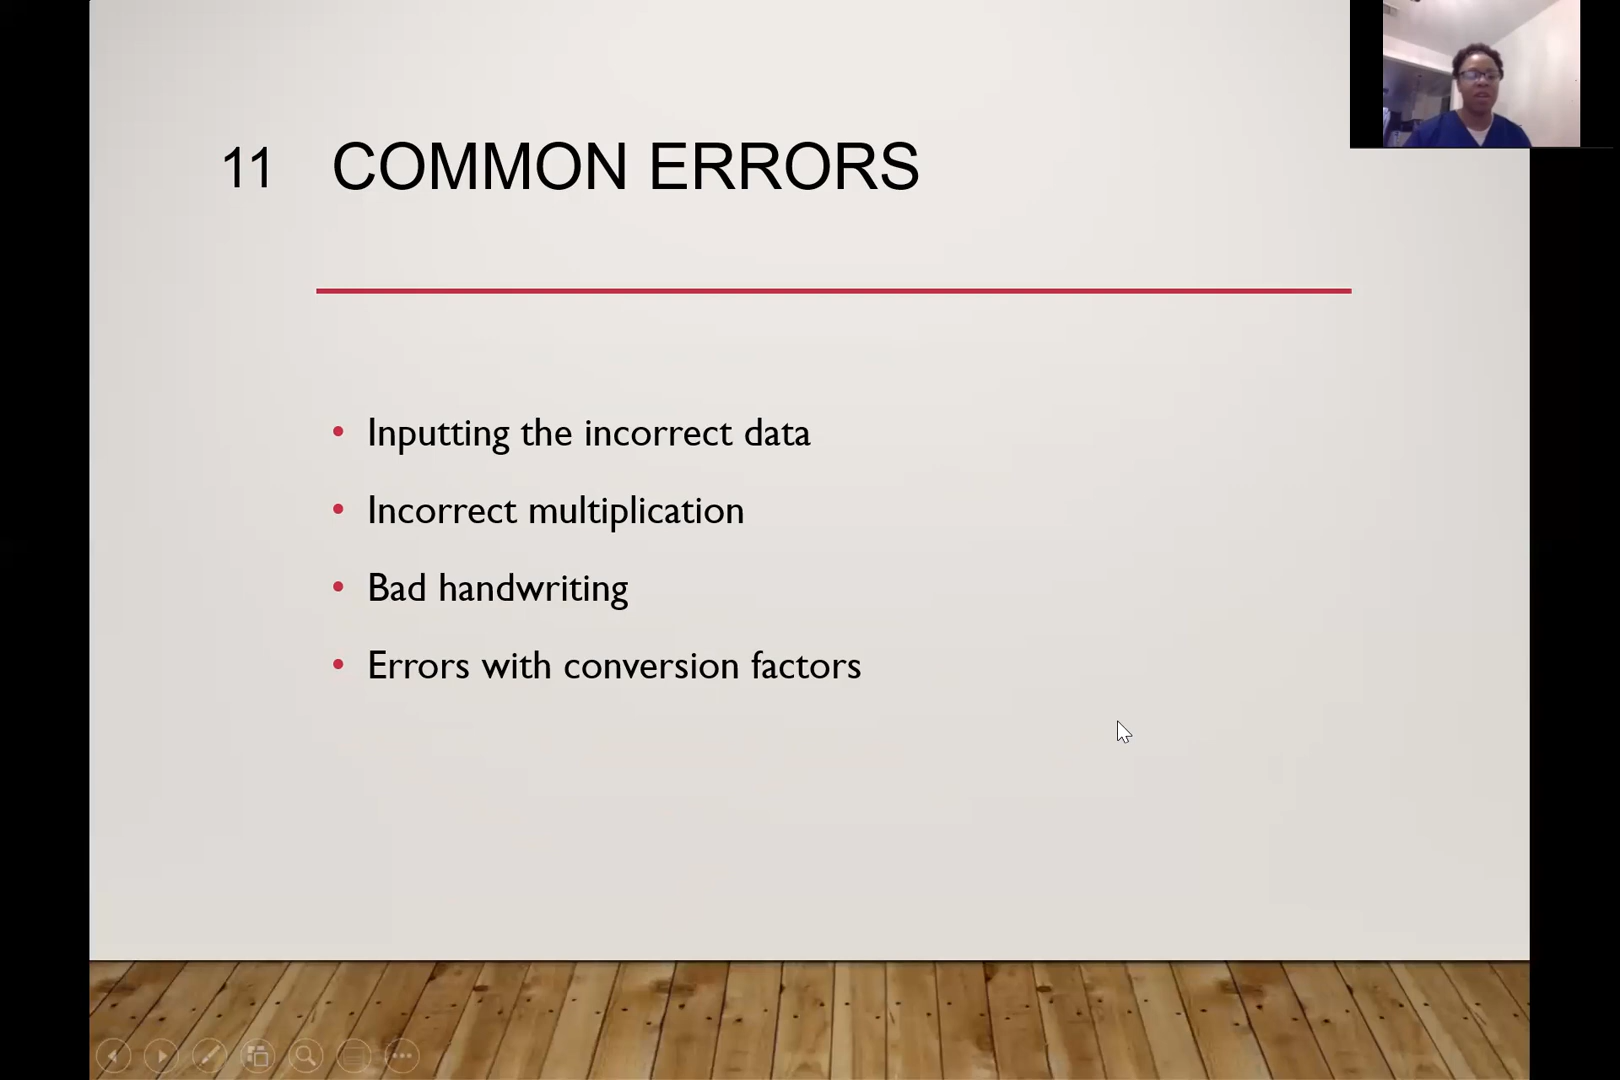 11 COMMON ERRORS
• Inputting the incorrect data
• Incorrect multiplication
• Bad handwriting
• Errors with conversion factors